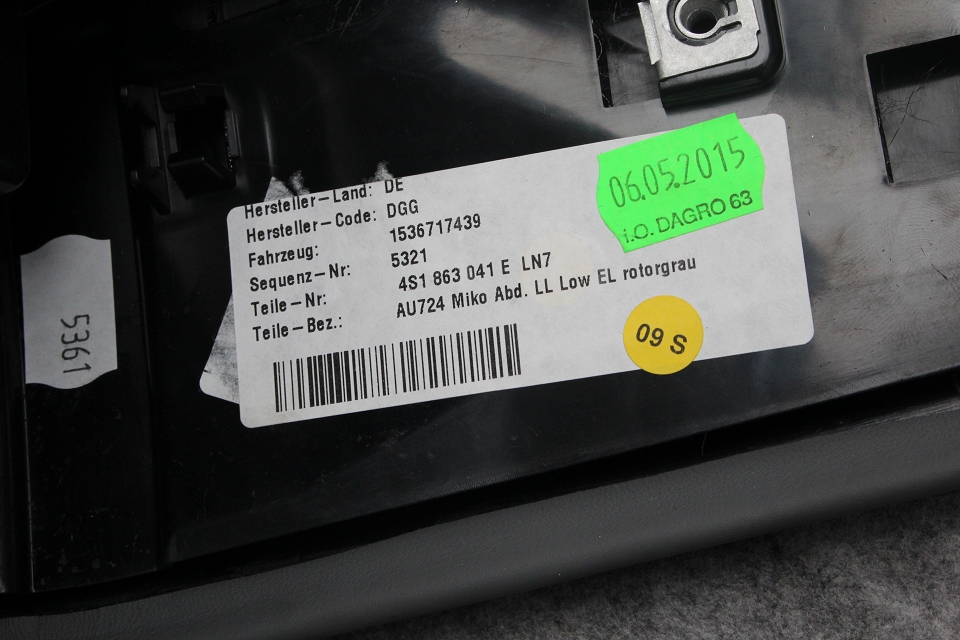 Hersteller-Land: DE
Hersteller-Code: DGG
Fahrzeug: 1536717439
Sequenz-Nr: 5321
Teile-Nr: 4S1 863 041 E LN7
Teile-Bez.: AU724 Miko Abd. LL Low EL rotorgrau
06.05.2015
i.O. DAGRO 63
09 S
5361